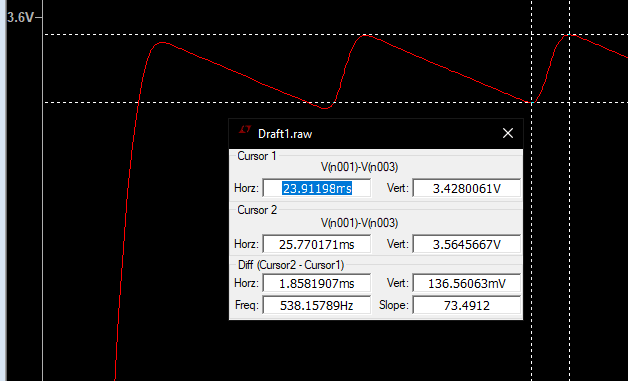 3.6V
Draft1.raw
Cursor 1
V(n001)-V(n003)
Horz: 23.91198ms Vert: 3.4280061V
Cursor 2
V(n001)-V(n003)
Horz: 25.770171ms Vert: 3.5645667V
Diff (Cursor2 - Cursor1)
Horz: 1.8581907ms Vert: 136.56063mV
Freq: 538.15789Hz Slope: 73.4912